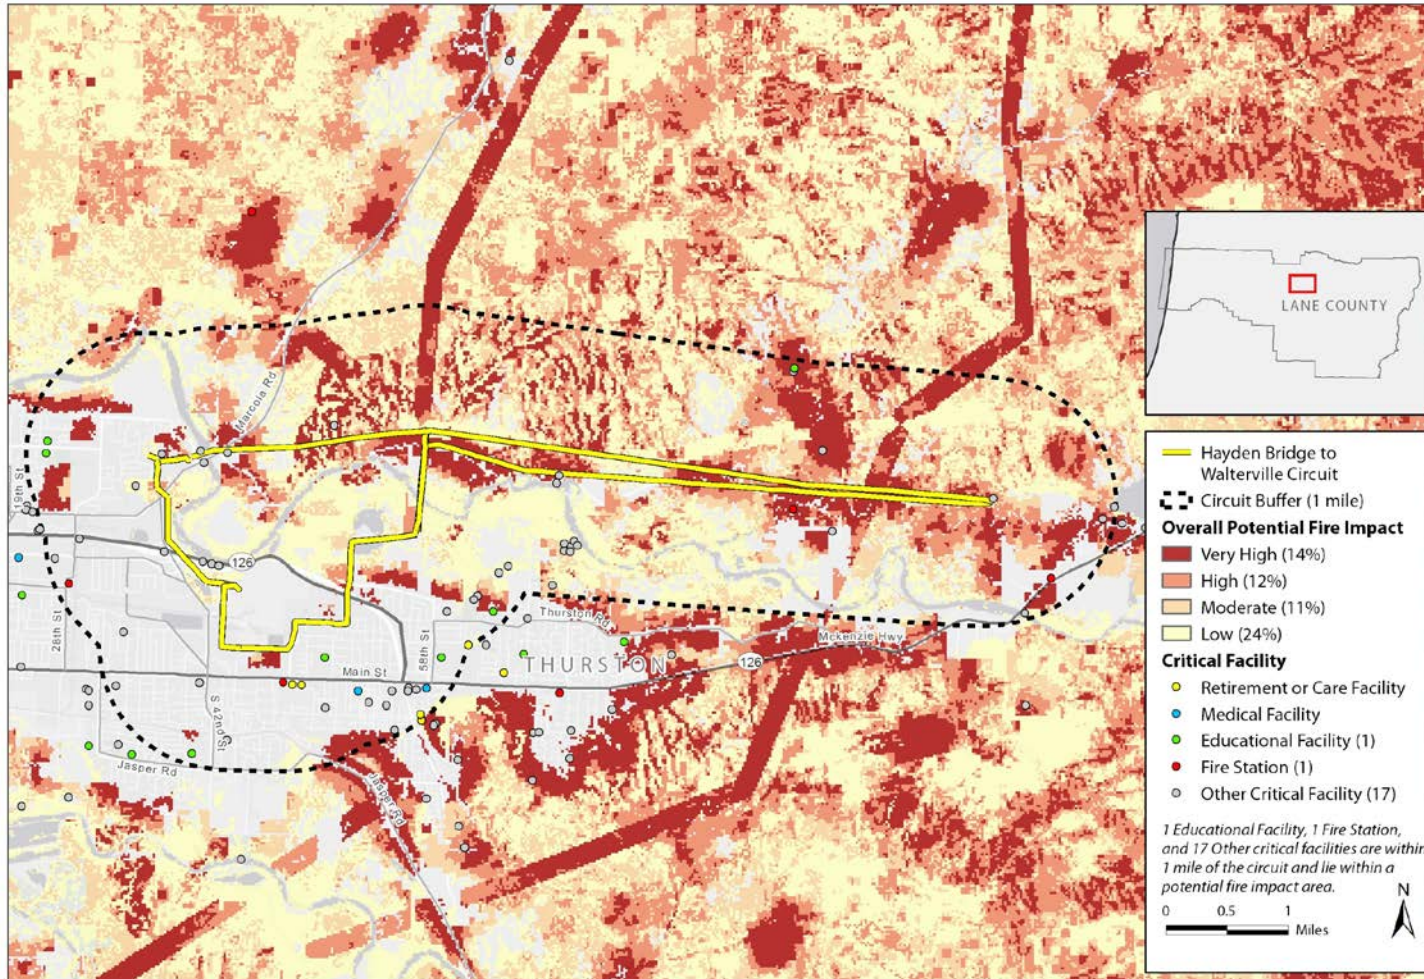 Marcola Rd
19th St
126
28th St
Thurston Rd
Mckenzie Hwy
126
58th St
THURSTON
Main St
S 42nd St
Jasper Rd
Jasper Rd
LANE COUNTY
Hayden Bridge to
Walterville Circuit
Circuit Buffer (1 mile)
Overall Potential Fire Impact
Very High (14%)
High (12%)
Moderate (11%)
Low (24%)
Critical Facility
Retirement or Care Facility
Medical Facility
Educational Facility (1)
Fire Station (1)
Other Critical Facility (17)
1 Educational Facility, 1 Fire Station,
and 17 Other critical facilities are within
1 mile of the circuit and lie within a
potential fire impact area.
N
0 0.5 1
Miles